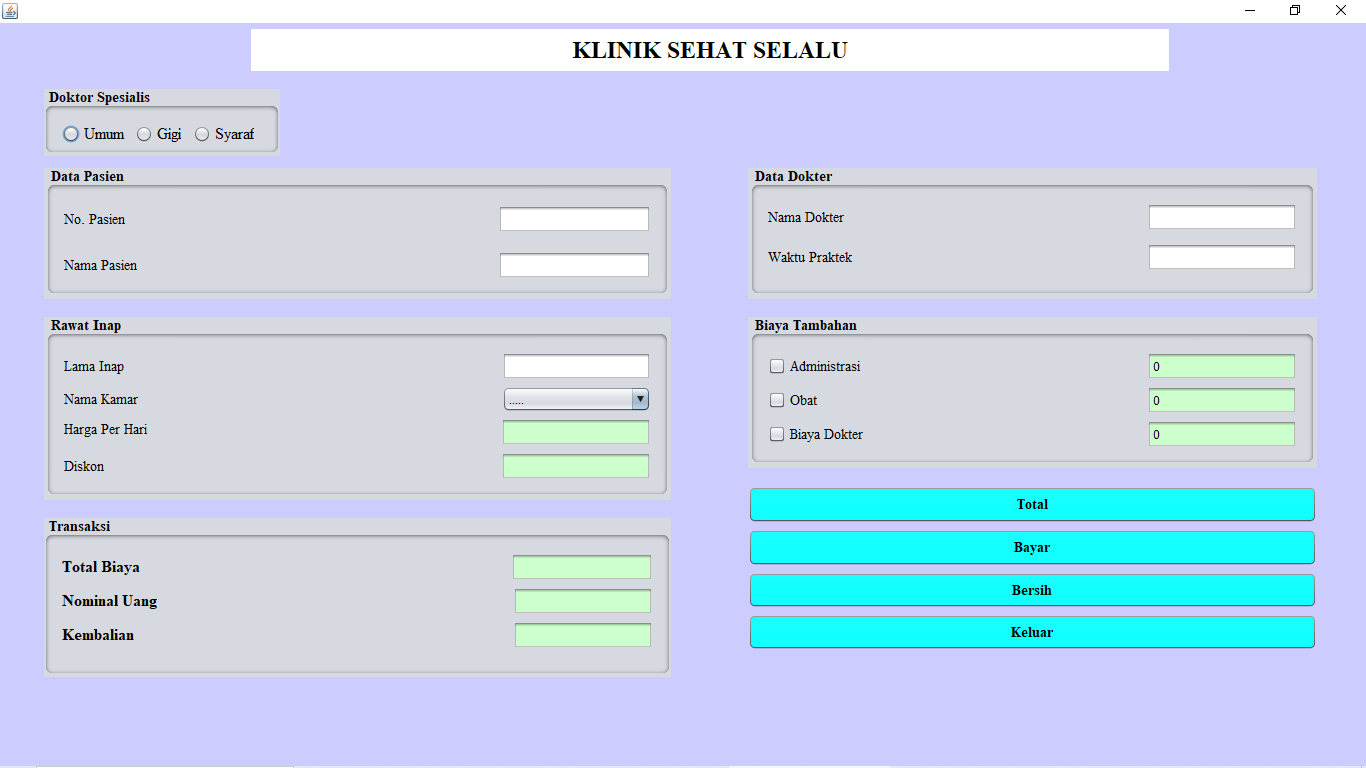 KLINIK SEHAT SELALU
Doktor Spesialis
Umum Gigi Syaraf
Data Pasien
No. Pasien
Nama Pasien
Data Dokter
Nama Dokter
Waktu Praktek
Rawat Inap
Lama Inap
Nama Kamar .....
Harga Per Hari
Diskon
Biaya Tambahan
Administrasi 0
Obat 0
Biaya Dokter 0
Transaksi
Total Biaya
Nominal Uang
Kembalian
Total
Bayar
Bersih
Keluar